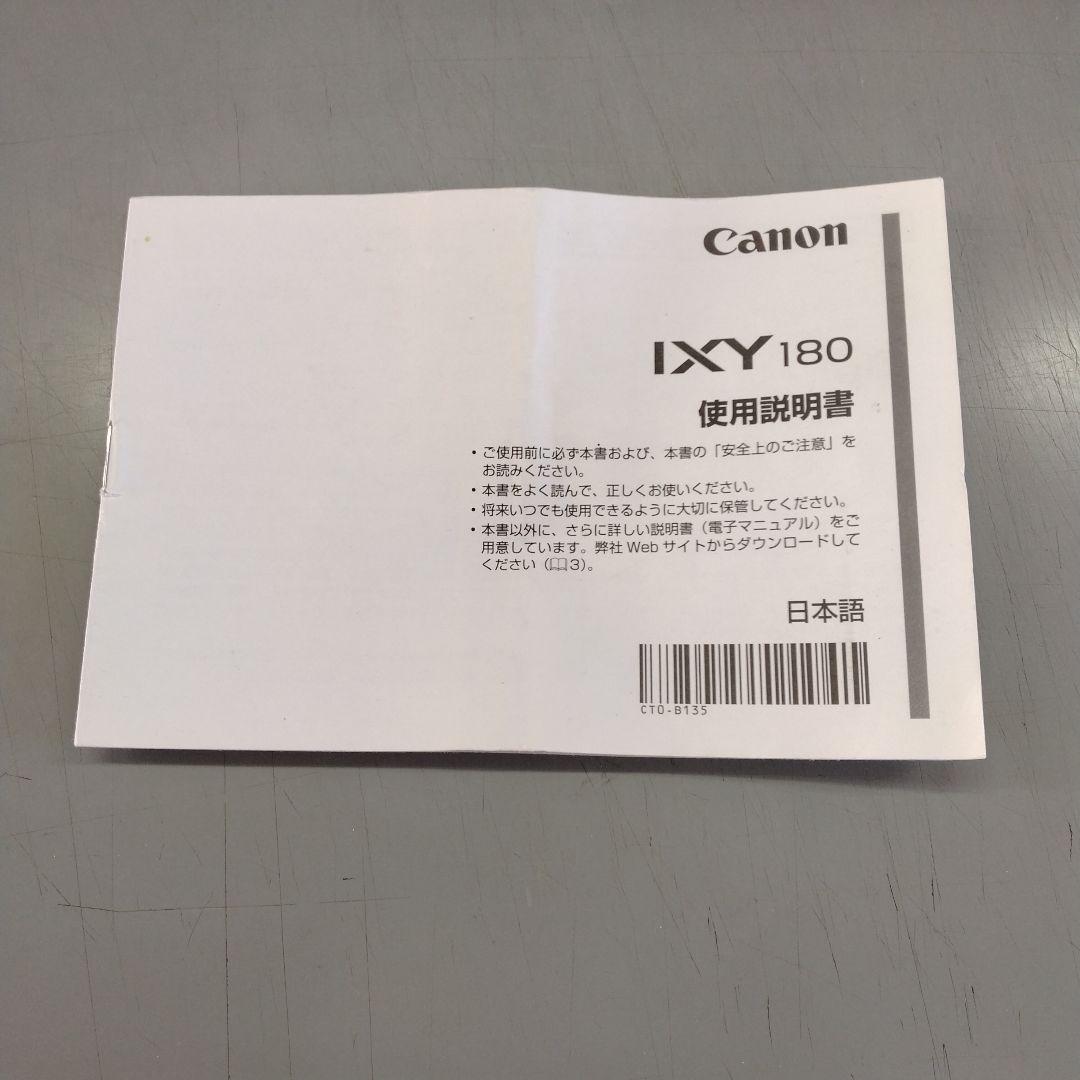 Canon
IXY 180
使用説明書
• ご使用前に必ず本書および、本書の「安全上のご注意」を
お読みください。
• 本書をよく読んで、正しくお使いください。
• 将来いつでも使用できるように大切に保管してください。
• 本書以外に、さらに詳しい説明書（電子マニュアル）をご
用意しています。弊社 Web サイトからダウンロードして
ください（📖3）。
日本語
CT0-B135